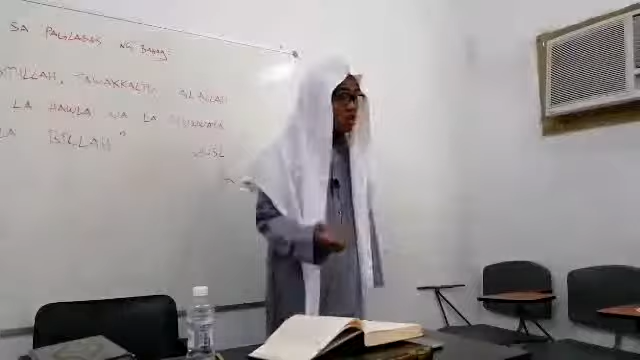 SA PAGLABAS NG BAHAY:
BISMILLAH, TAWAKKALTU ALALLAH
LA HAWLA WA LA QUWWATA
ILLA BILLAH"